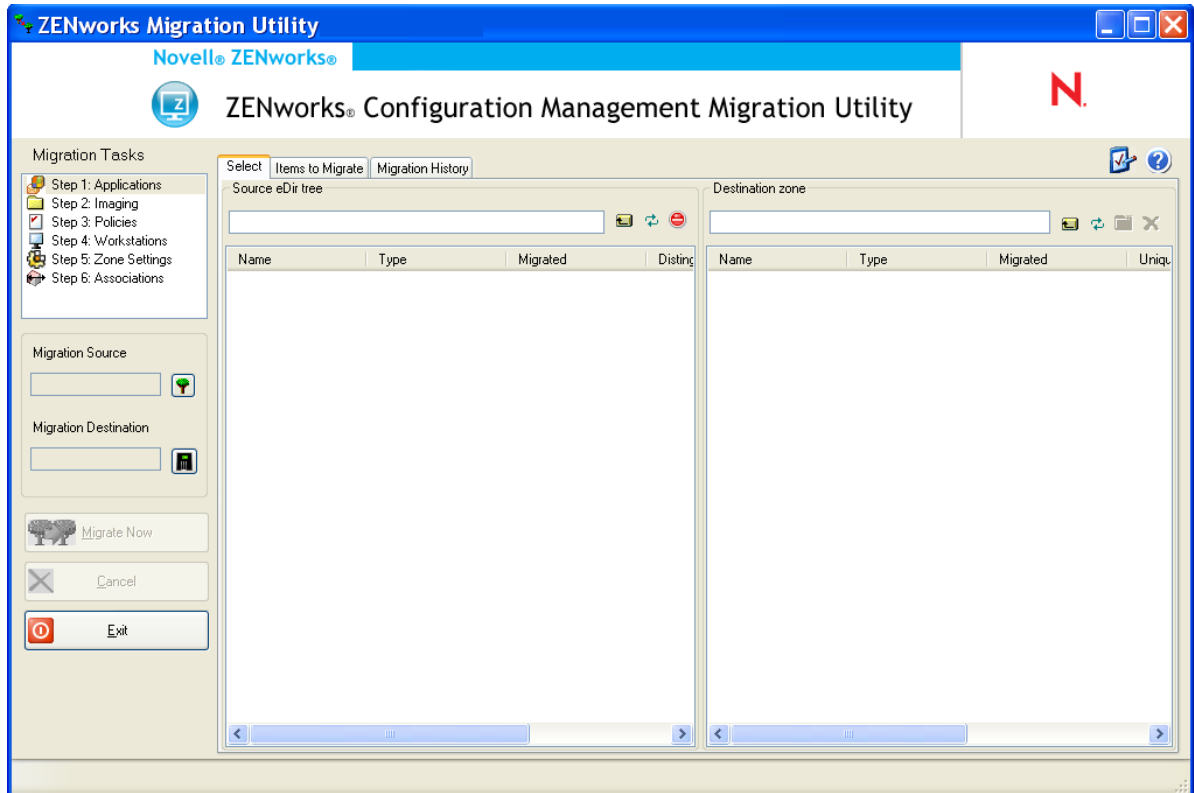 ZENworks Migration Utility
Novell® ZENworks®
ZENworks® Configuration Management Migration Utility
N.
Migration Tasks
Step 1: Applications
Step 2: Imaging
Step 3: Policies
Step 4: Workstations
Step 5: Zone Settings
Step 6: Associations
Migration Source
Migration Destination
Migrate Now
Cancel
Exit
Select Items to Migrate Migration History
Source eDir tree
Name Type Migrated Disting
Destination zone
Name Type Migrated Uniqu